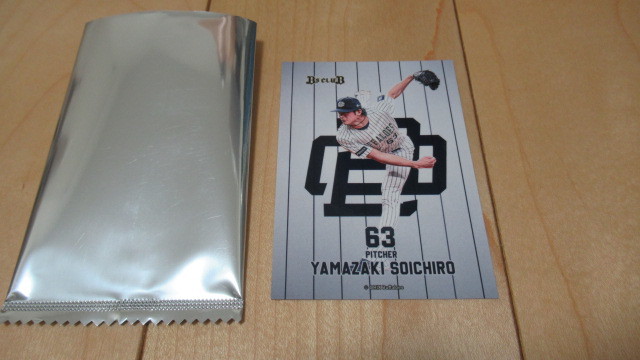 Bs CLUB
63
PITCHER
YAMAZAKI SOICHIRO